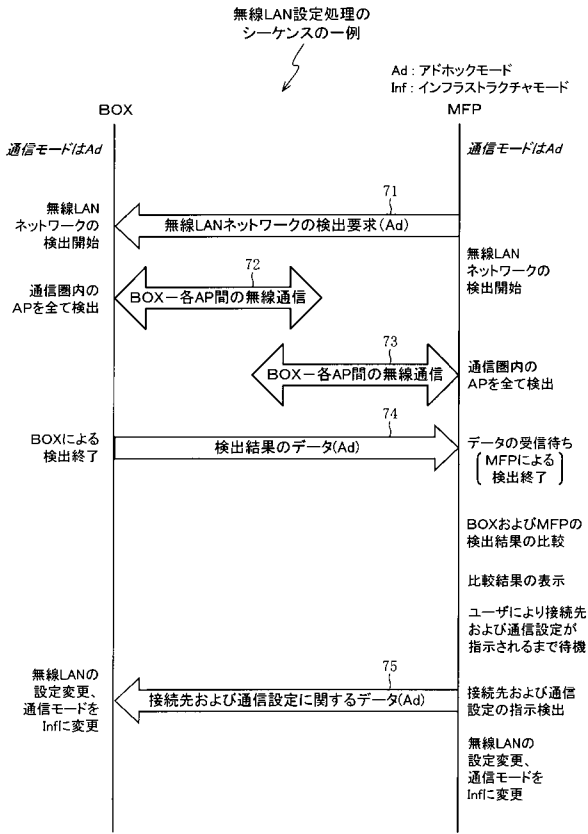 無線LAN設定処理の
シーケンスの一例
Ad : アドホックモード
Inf : インフラストラクチャモード
BOX
MFP
通信モードはAd
通信モードはAd
71
無線LAN
ネットワークの
検出開始
無線LANネットワークの検出要求(Ad)
無線LAN
ネットワークの
検出開始
72
通信圏内の
APを全て検出
BOX－各AP間の無線通信
73
BOX－各AP間の無線通信
通信圏内の
APを全て検出
74
BOXによる
検出終了
検出結果のデータ(Ad)
データの受信待ち
MFPによる
検出終了
BOXおよびMFPの
検出結果の比較
比較結果の表示
ユーザにより接続先
および通信設定が
指示されるまで待機
75
無線LANの
設定変更、
通信モードを
Infに変更
接続先および通信設定に関するデータ(Ad)
接続先および通信
設定の指示検出
無線LANの
設定変更、
通信モードを
Infに変更